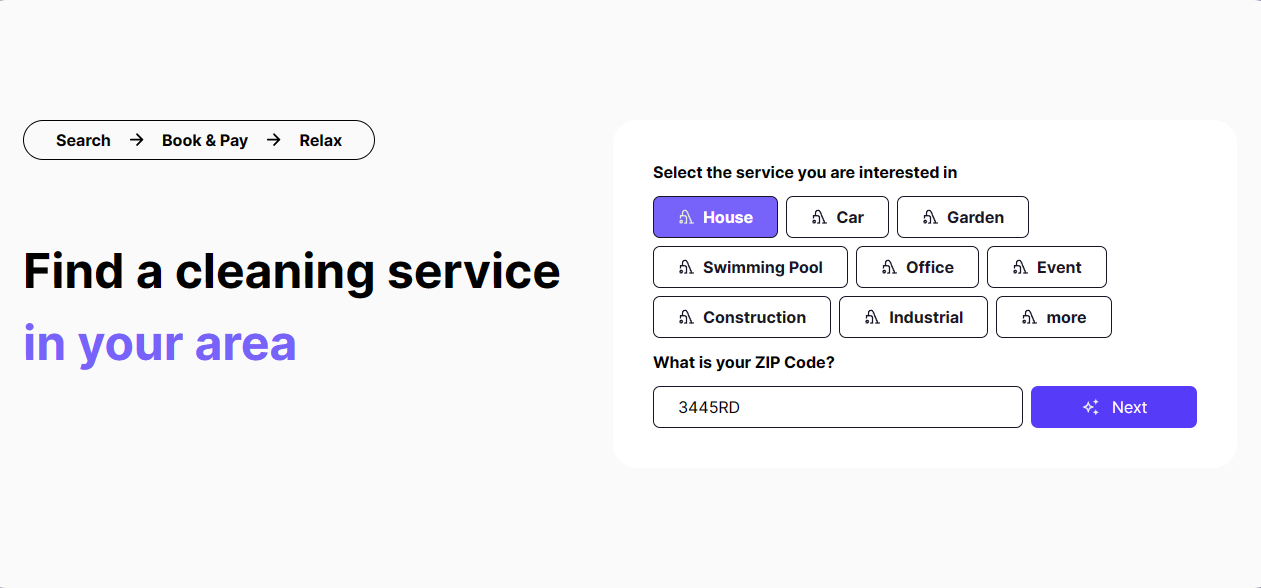 Search → Book & Pay → Relax
Find a cleaning service
in your area
Select the service you are interested in
House Car Garden
Swimming Pool Office Event
Construction Industrial more
What is your ZIP Code?
3445RD Next